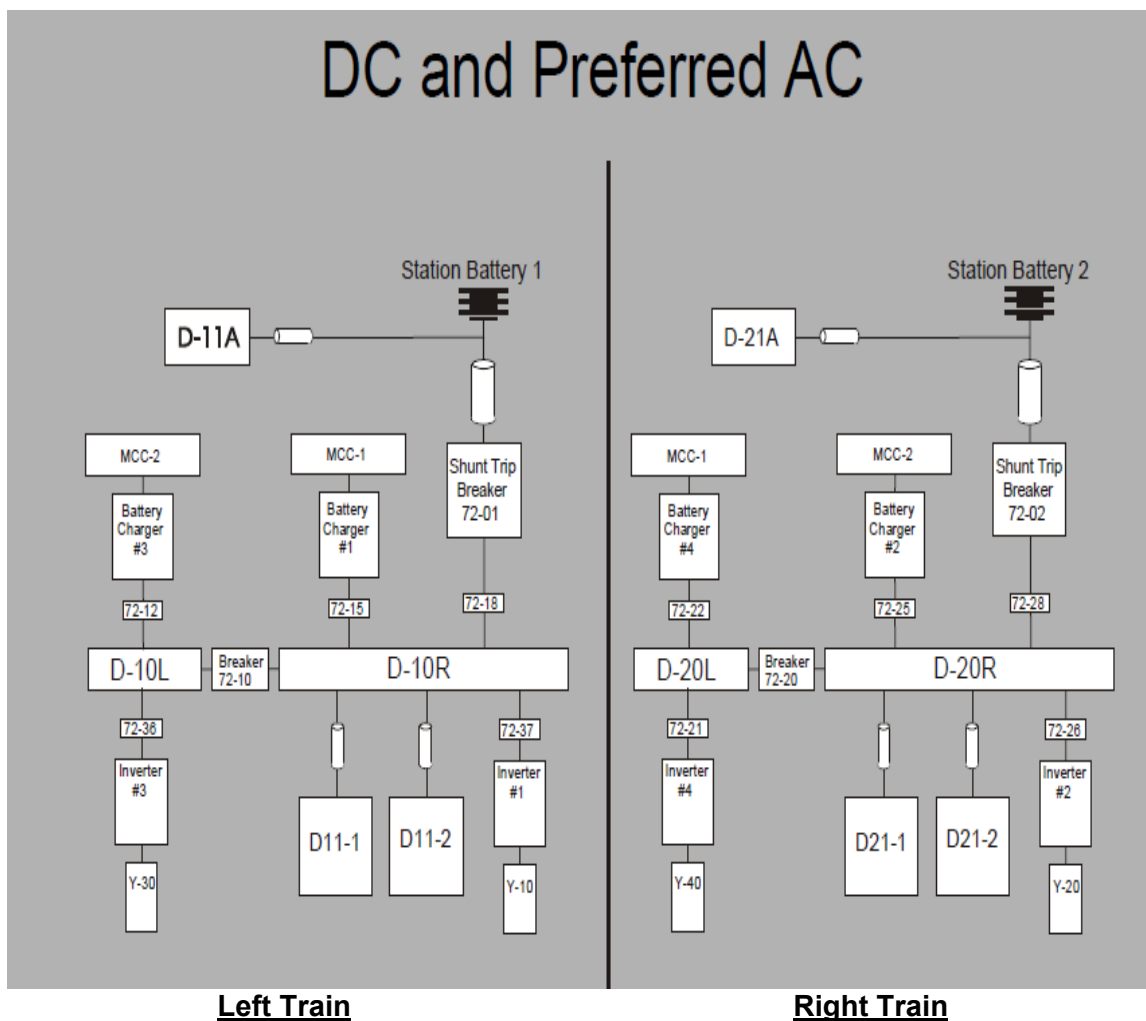 DC and Preferred AC
Station Battery 1
D-11A
MCC-2
MCC-1
Shunt Trip
Breaker
72-01
Battery
Charger
#3
Battery
Charger
#1
72-12
72-15
72-18
D-10L
Breaker
72-10
D-10R
72-36
72-37
Inverter
#3
Inverter
#1
D11-1
D11-2
Y-30
Y-10
Left Train
Station Battery 2
D-21A
MCC-1
MCC-2
Shunt Trip
Breaker
72-02
Battery
Charger
#4
Battery
Charger
#2
72-22
72-25
72-28
D-20L
Breaker
72-20
D-20R
72-21
72-26
Inverter
#4
Inverter
#2
D21-1
D21-2
Y-40
Y-20
Right Train